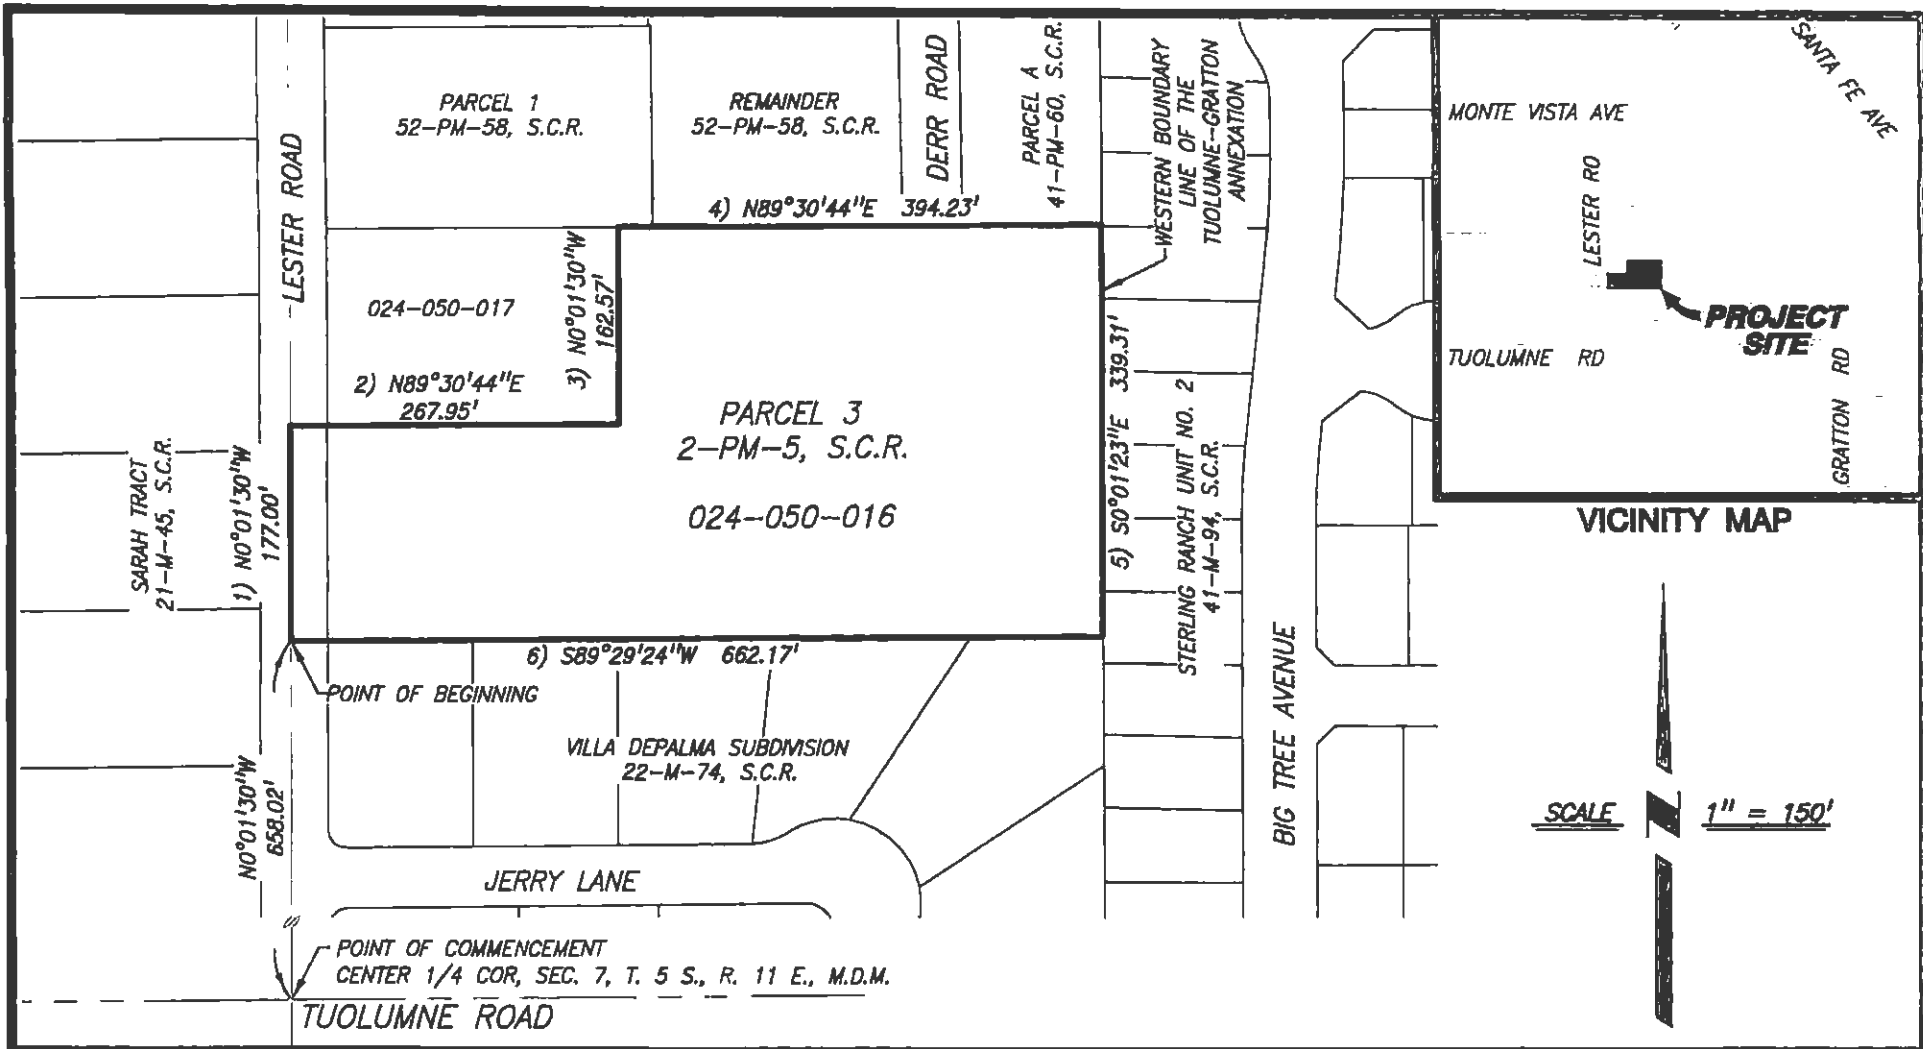 LESTER ROAD
PARCEL 1
52-PM-58, S.C.R.
REMAINDER
52-PM-58, S.C.R.
DERR ROAD
PARCEL A
41-PM-60, S.C.R.
WESTERN BOUNDARY
LINE OF THE
TUOLUMNE-GRATTON
ANNEXATION
4) N89°30'44"E 394.23'
024-050-017
3) N0°01'30"W
162.57'
2) N89°30'44"E
267.95'
PARCEL 3
2-PM-5, S.C.R.
024-050-016
SARAH TRACT
21-M-45, S.C.R.
1) N0°01'30"W
177.00'
5) S0°01'23"E 339.31'
STERLING RANCH UNIT NO. 2
41-M-94, S.C.R.
6) S89°29'24"W 662.17'
POINT OF BEGINNING
VILLA DEPALMA SUBDIVISION
22-M-74, S.C.R.
N0°01'30"W
658.02'
BIG TREE AVENUE
JERRY LANE
POINT OF COMMENCEMENT
CENTER 1/4 COR, SEC. 7, T. 5 S., R. 11 E., M.D.M.
TUOLUMNE ROAD
SANTA FE AVE
MONTE VISTA AVE
LESTER RD
PROJECT
SITE
TUOLUMNE RD
GRATTON RD
VICINITY MAP
SCALE 1" = 150'